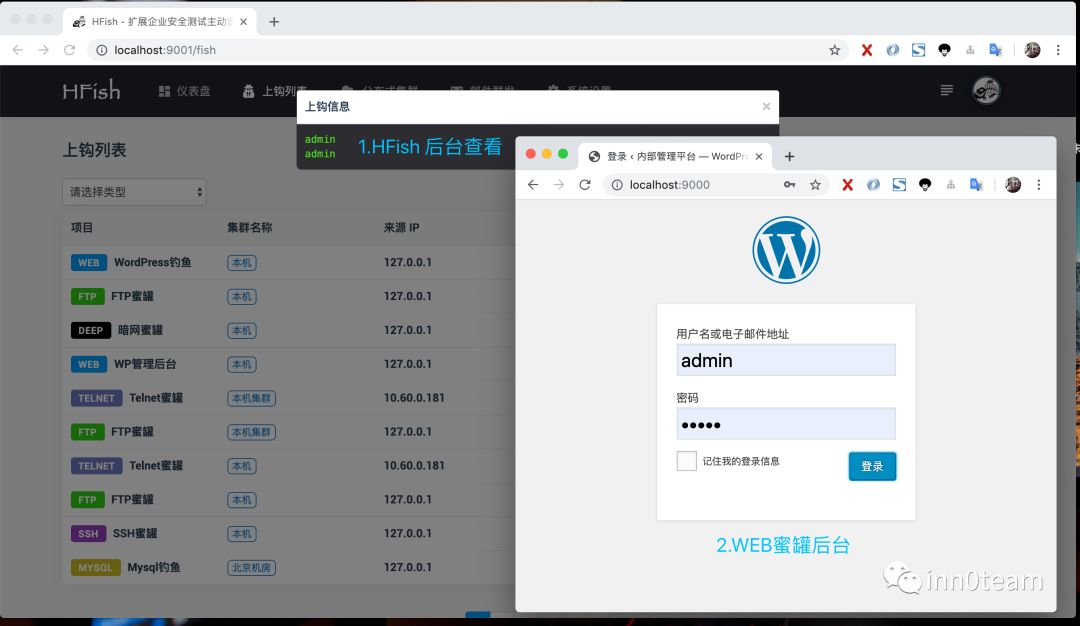 HFish - 扩展企业安全测试主动
localhost:9001/fish
HFish
仪表盘
上钩列表
上钩信息
admin
admin
1.HFish 后台查看
上钩列表
请选择类型
项目 集群名称 来源 IP
WEB WordPress钓鱼 本机 127.0.0.1
FTP FTP蜜罐 本机 127.0.0.1
DEEP 暗网蜜罐 本机 127.0.0.1
WEB WP管理后台 本机 127.0.0.1
TELNET Telnet蜜罐 本机集群 10.60.0.181
FTP FTP蜜罐 本机集群 127.0.0.1
TELNET Telnet蜜罐 本机 10.60.0.181
FTP FTP蜜罐 本机 127.0.0.1
SSH SSH蜜罐 本机 127.0.0.1
MYSQL Mysql钓鱼 北京机房 127.0.0.1
登录 ‹ 内部管理平台 — WordPr
localhost:9000
用户名或电子邮件地址
admin
密码
•••••
记住我的登录信息
登录
2.WEB蜜罐后台
inn0team